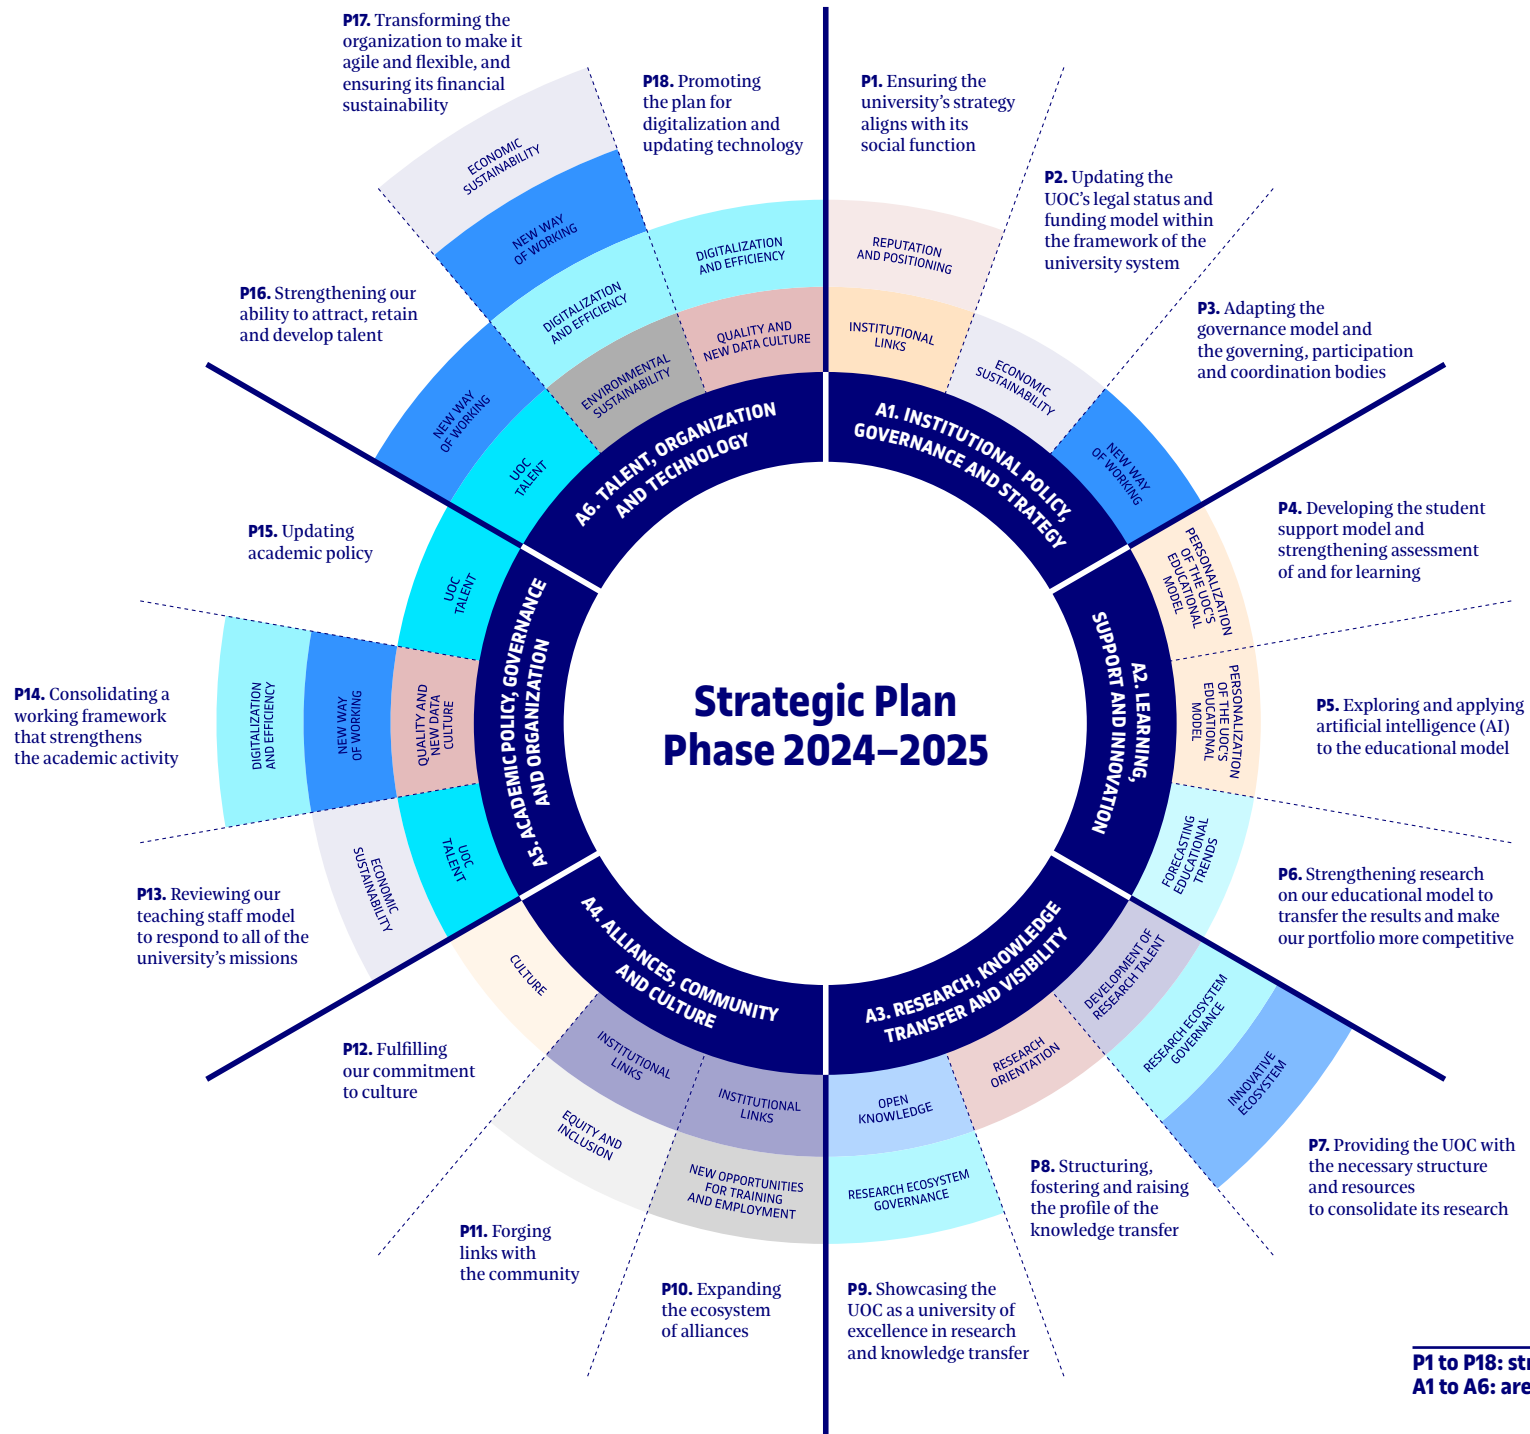 Strategic Plan
Phase 2024–2025
A1. INSTITUTIONAL POLICY,
GOVERNANCE AND STRATEGY
P1. Ensuring the
university’s strategy
aligns with its
social function
REPUTATION
AND POSITIONING
INSTITUTIONAL
LINKS
P2. Updating the
UOC’s legal status and
funding model within
the framework of the
university system
ECONOMIC
SUSTAINABILITY
P3. Adapting the
governance model and
the governing, participation
and coordination bodies
NEW WAY
OF WORKING
A2. LEARNING,
SUPPORT AND INNOVATION
P4. Developing the student
support model and
strengthening assessment
of and for learning
PERSONALIZATION
OF THE UOC'S
EDUCATIONAL
MODEL
P5. Exploring and applying
artificial intelligence (AI)
to the educational model
PERSONALIZATION
OF THE UOC'S
EDUCATIONAL
MODEL
P6. Strengthening research
on our educational model to
transfer the results and make
our portfolio more competitive
FORECASTING
EDUCATIONAL
TRENDS
A3. RESEARCH, KNOWLEDGE
TRANSFER AND VISIBILITY
P7. Providing the UOC with
the necessary structure
and resources
to consolidate its research
DEVELOPMENT OF
RESEARCH TALENT
RESEARCH ECOSYSTEM
GOVERNANCE
INNOVATIVE
ECOSYSTEM
P8. Structuring,
fostering and raising
the profile of the
knowledge transfer
RESEARCH
ORIENTATION
P9. Showcasing the
UOC as a university of
excellence in research
and knowledge transfer
OPEN
KNOWLEDGE
RESEARCH ECOSYSTEM
GOVERNANCE
A4. ALLIANCES, COMMUNITY
AND CULTURE
P10. Expanding
the ecosystem
of alliances
INSTITUTIONAL
LINKS
NEW OPPORTUNITIES
FOR TRAINING
AND EMPLOYMENT
P11. Forging
links with
the community
INSTITUTIONAL
LINKS
EQUITY AND
INCLUSION
P12. Fulfilling
our commitment
to culture
CULTURE
A5. ACADEMIC POLICY, GOVERNANCE
AND ORGANIZATION
P13. Reviewing our
teaching staff model
to respond to all of the
university’s missions
UOC
TALENT
ECONOMIC
SUSTAINABILITY
P14. Consolidating a
working framework
that strengthens
the academic activity
DIGITALIZATION
AND EFFICIENCY
NEW WAY
OF WORKING
QUALITY AND
NEW DATA
CULTURE
P15. Updating
academic policy
UOC
TALENT
A6. TALENT, ORGANIZATION
AND TECHNOLOGY
P16. Strengthening our
ability to attract, retain
and develop talent
NEW WAY
OF WORKING
UOC
TALENT
P17. Transforming the
organization to make it
agile and flexible, and
ensuring its financial
sustainability
ECONOMIC
SUSTAINABILITY
NEW WAY
OF WORKING
DIGITALIZATION
AND EFFICIENCY
ENVIRONMENTAL
SUSTAINABILITY
P18. Promoting
the plan for
digitalization and
updating technology
DIGITALIZATION
AND EFFICIENCY
QUALITY AND
NEW DATA CULTURE
P1 to P18:
A1 to A6: